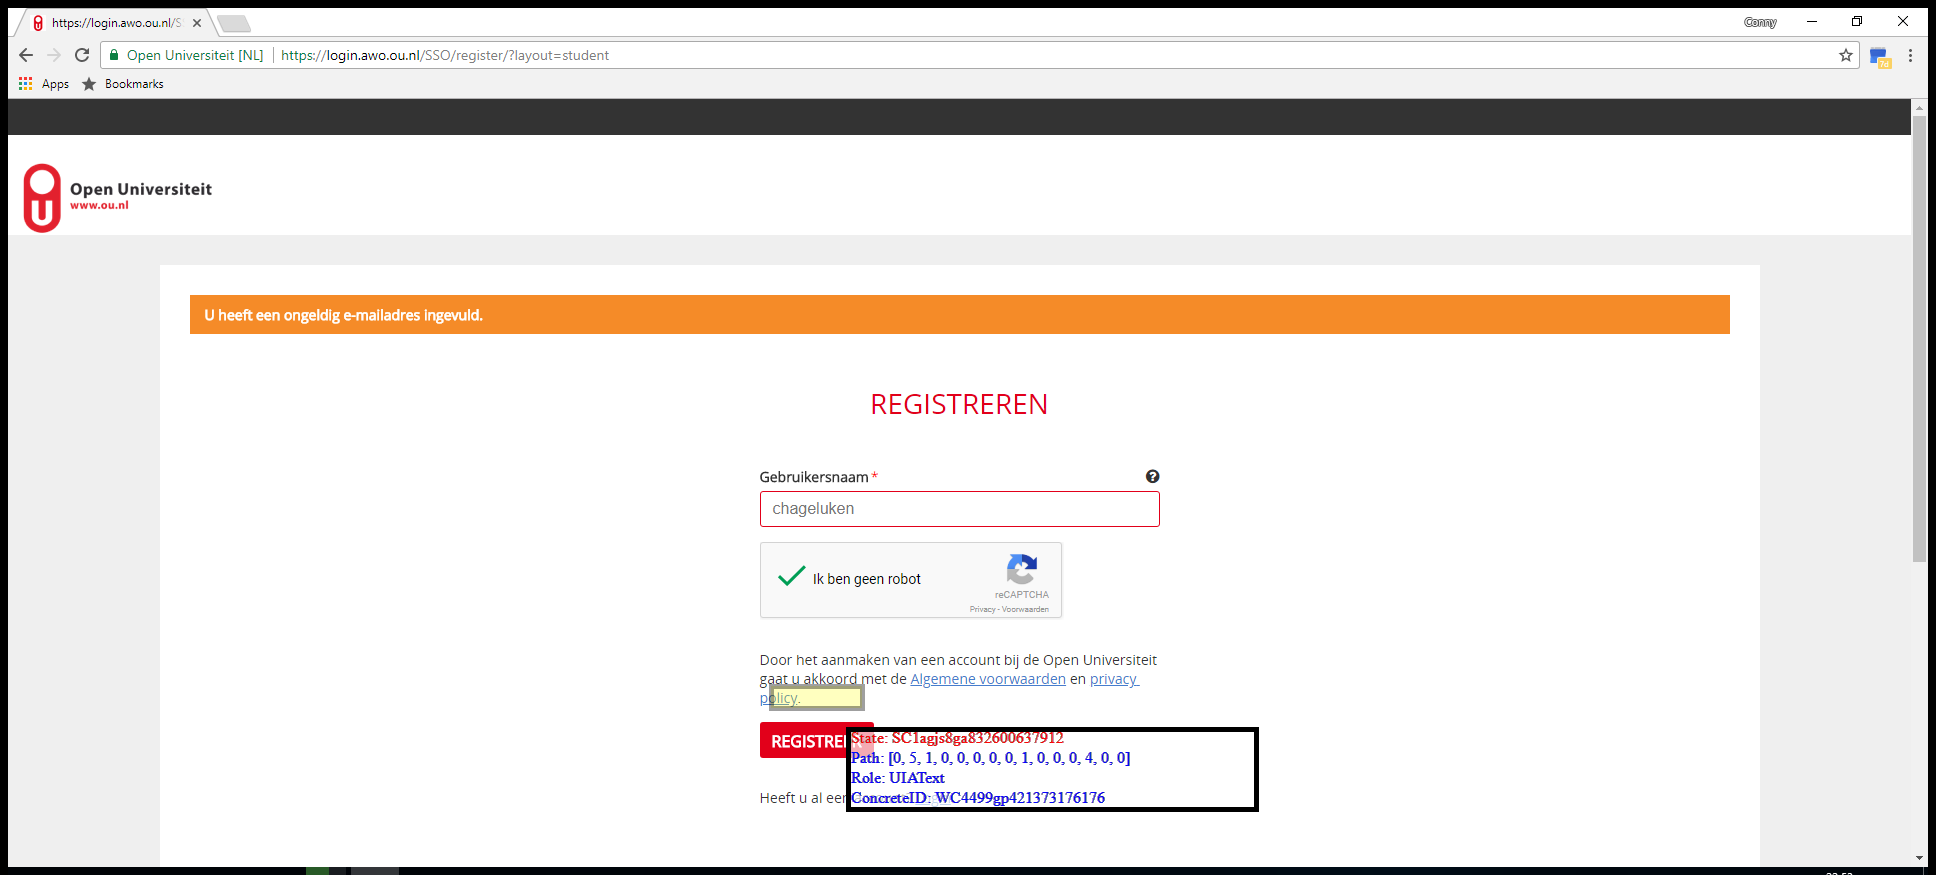 https://login.awo.ou.nl/S
Conny
Open Universiteit [NL] https://login.awo.ou.nl/SSO/register/?layout=student
7d
Apps Bookmarks
Open Universiteit
www.ou.nl
U heeft een ongeldig e-mailadres ingevuld.
REGISTREREN
Gebruikersnaam *
chageluken
Ik ben geen robot
reCAPTCHA
Privacy - Voorwaarden
Door het aanmaken van een account bij de Open Universiteit
gaat u akkoord met de Algemene voorwaarden en privacy
policy.
REGISTRE
State: SC1agjs8ga832600637912
Path: [0, 5, 1, 0, 0, 0, 0, 0, 1, 0, 0, 0, 4, 0, 0]
Role: UIAText
Heeft u al een
ConcreteID: WC4499gp421373176176